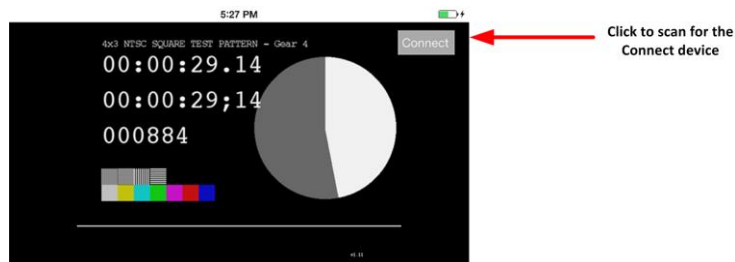 5:27 PM
4x3 NTSC SQUARE TEST PATTERN - Gear 4
Connect
00:00:29.14
00:00:29;14
000884
Click to scan for the
Connect device